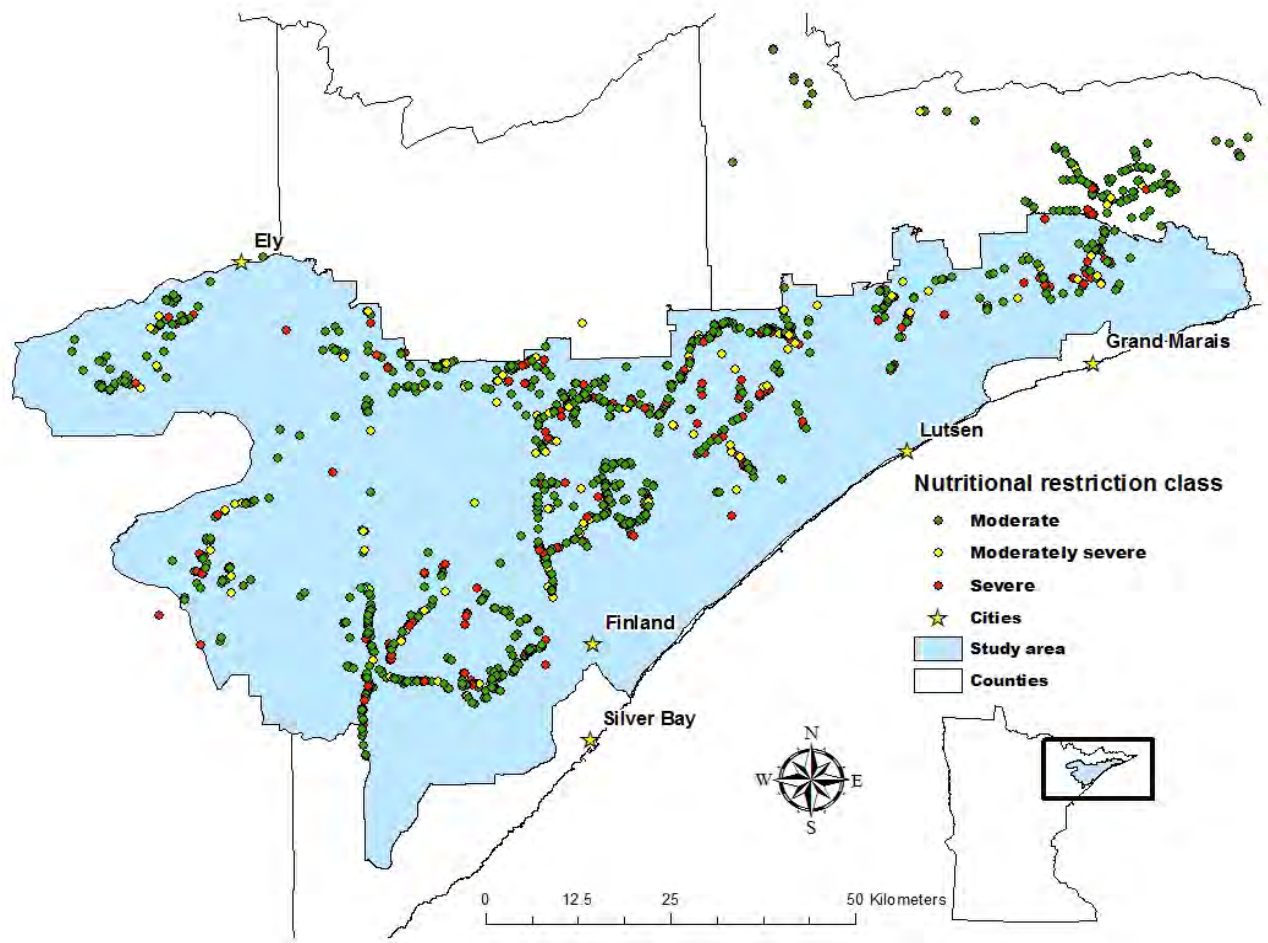 Ely
Grand Marais
Lutsen
Nutritional restriction class
Moderate
Moderately severe
Severe
Cities
Study area
Counties
Finland
Silver Bay
N
W E
S
0 12.5 25 50 Kilometers